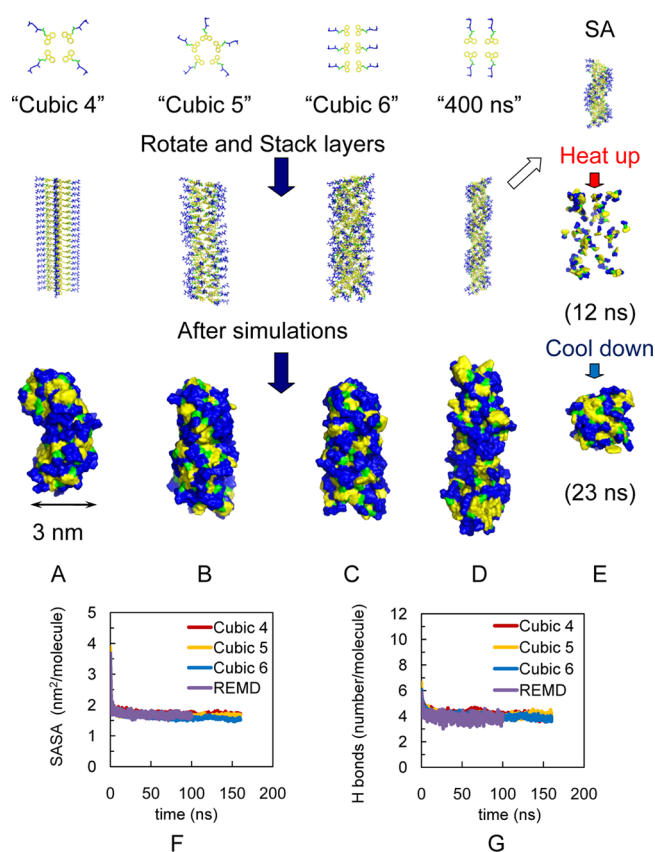 SA
“Cubic 4” “Cubic 5” “Cubic 6” “400 ns”
Rotate and Stack layers
Heat up
(12 ns)
After simulations
Cool down
3 nm
(23 ns)
A B C D E
SASA (nm²/molecule)
5
4
3
2
1
0
Cubic 4
Cubic 5
Cubic 6
REMD
0 50 100 150 200
time (ns)
F
H bonds (number/molecule)
12
10
8
6
4
2
0
Cubic 4
Cubic 5
Cubic 6
REMD
0 50 100 150 200
time (ns)
G